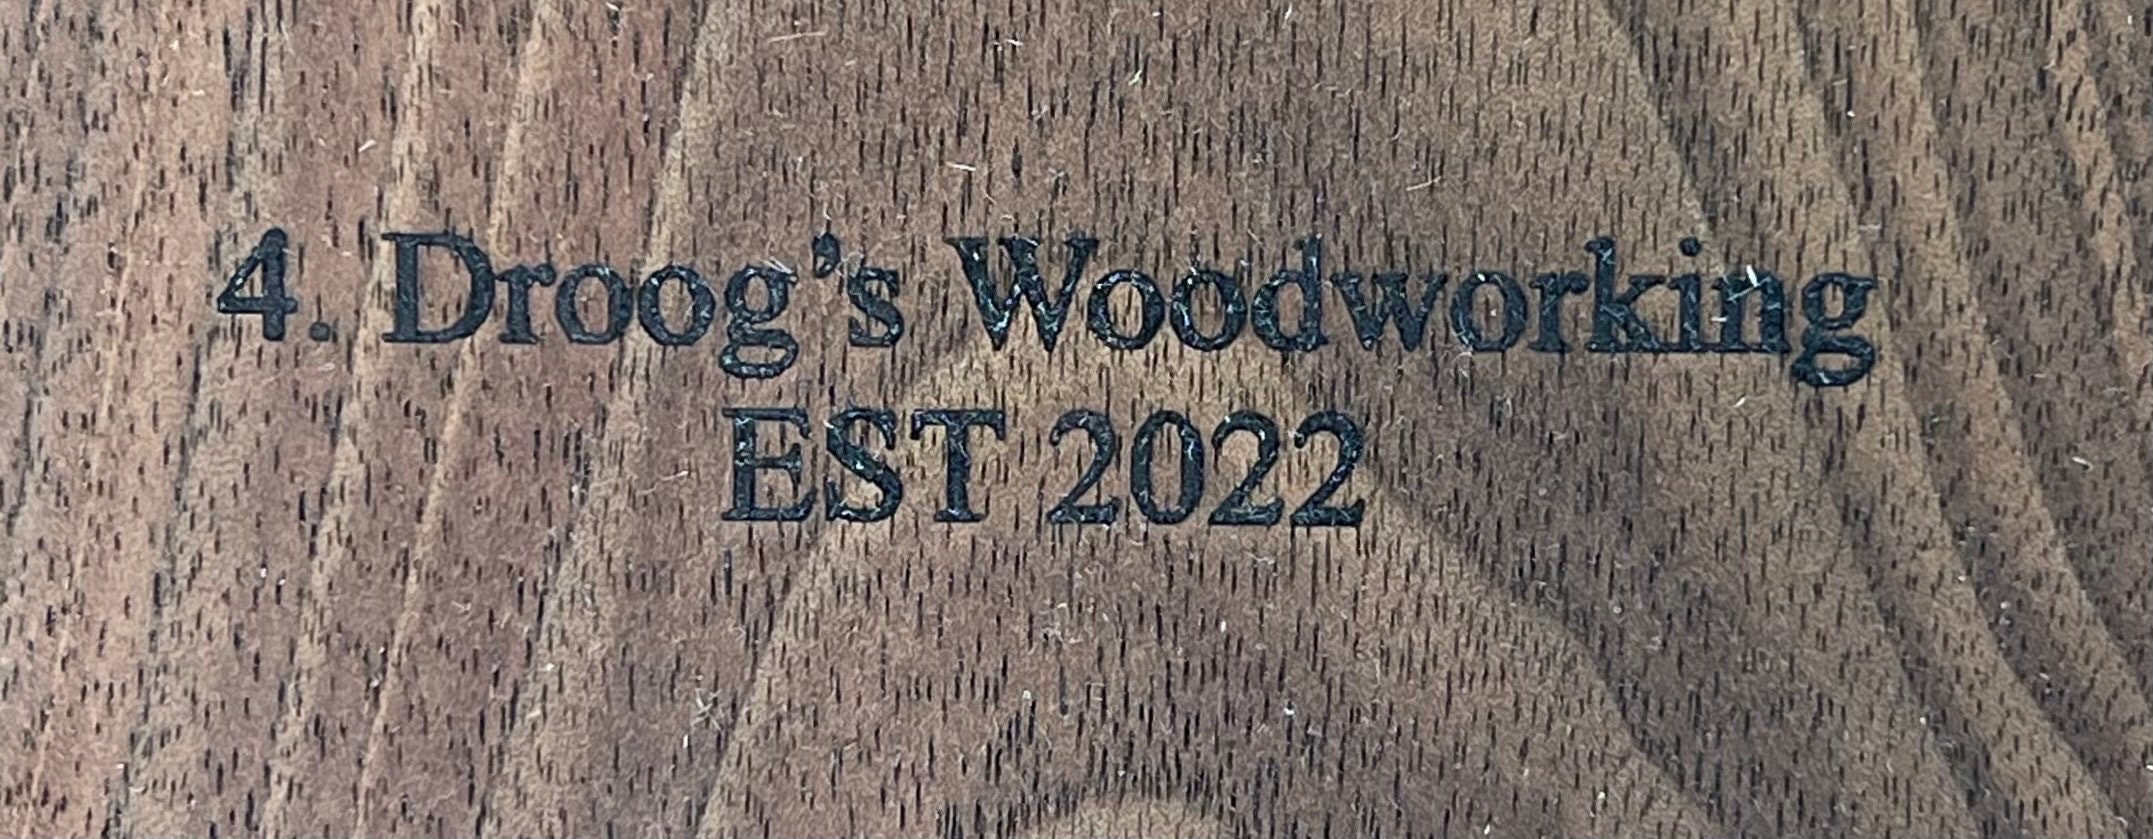 4. Droog’s Woodworking
EST 2022